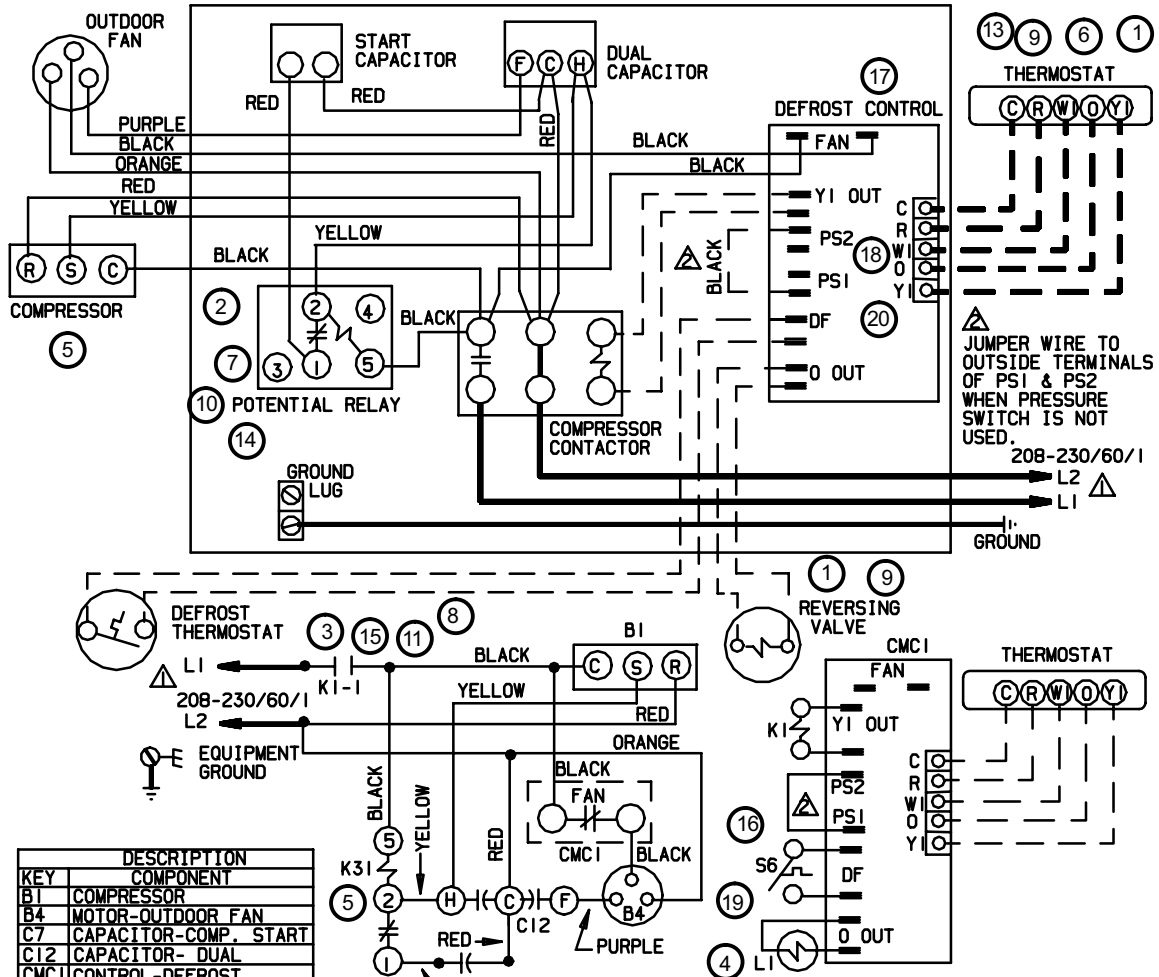 OUTDOOR
FAN
START
CAPACITOR
DUAL
CAPACITOR
F C H
RED
RED
RED
PURPLE
BLACK
ORANGE
RED
YELLOW
BLACK
BLACK
YELLOW
BLACK
R S C
COMPRESSOR
5
2
7
10
14
2
4
3
1
5
POTENTIAL RELAY
BLACK
COMPRESSOR
CONTACTOR
GROUND
LUG
17
DEFROST CONTROL
FAN
Y1 OUT
PS2
PS1
DF
O OUT
2
BLACK
C
R
W1
O
Y1
18
20
13 9 6 1
THERMOSTAT
C R W1 O Y1
2
JUMPER WIRE TO
OUTSIDE TERMINALS
OF PS1 & PS2
WHEN PRESSURE
SWITCH IS NOT
USED.
208-230/60/1
L2
1
L1
GROUND
DEFROST
THERMOSTAT
3 15 11 8
1 9
REVERSING
VALVE
1
L1
K1-1
208-230/60/1
L2
EQUIPMENT
GROUND
BLACK
B1
C S R
YELLOW
RED
ORANGE
BLACK
FAN
CMC1
BLACK
BLACK
YELLOW
RED
5
K31
2
1
5
H C F
C12
B4
RED
PURPLE
CMC1
FAN
K1
Y1 OUT
PS2
2
PS1
16
S6
DF
19
O OUT
4
L1
C
R
W1
O
Y1
THERMOSTAT
C R W1 O Y1
DESCRIPTION
KEY COMPONENT
B1 COMPRESSOR
B4 MOTOR-OUTDOOR FAN
C7 CAPACITOR-COMP. START
C12 CAPACITOR- DUAL
CMC1 CONTROL-DEFROST